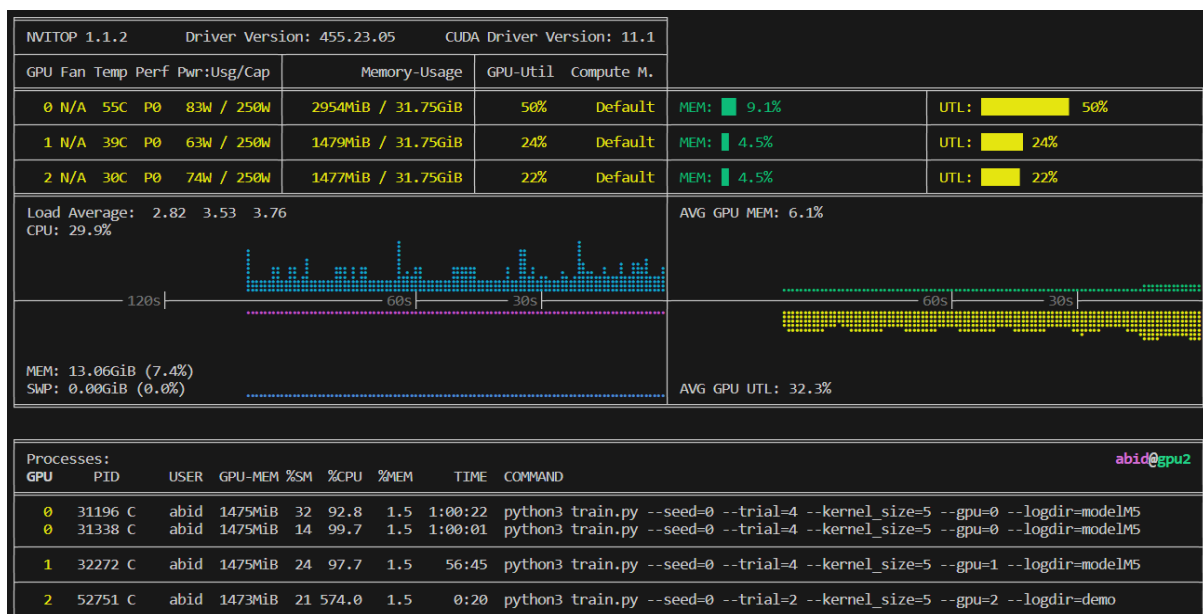 NVITOP 1.1.2 Driver Version: 455.23.05 CUDA Driver Version: 11.1
GPU Fan Temp Perf Pwr:Usg/Cap Memory-Usage GPU-Util Compute M.
0 N/A 55C P0 83W / 250W 2954MiB / 31.75GiB 50% Default MEM: 9.1% UTL: 50%
1 N/A 39C P0 63W / 250W 1479MiB / 31.75GiB 24% Default MEM: 4.5% UTL: 24%
2 N/A 30C P0 74W / 250W 1477MiB / 31.75GiB 22% Default MEM: 4.5% UTL: 22%
Load Average: 2.82 3.53 3.76
CPU: 29.9%
120s 60s 30s
MEM: 13.06GiB (7.4%)
SWP: 0.00GiB (0.0%)
AVG GPU MEM: 6.1%
60s 30s
AVG GPU UTL: 32.3%
Processes: abid@gpu2
GPU PID USER GPU-MEM %SM %CPU %MEM TIME COMMAND
0 31196 C abid 1475MiB 32 92.8 1.5 1:00:22 python3 train.py --seed=0 --trial=4 --kernel_size=5 --gpu=0 --logdir=modelM5
0 31338 C abid 1475MiB 14 99.7 1.5 1:00:01 python3 train.py --seed=0 --trial=4 --kernel_size=5 --gpu=0 --logdir=modelM5
1 32272 C abid 1475MiB 24 97.7 1.5 56:45 python3 train.py --seed=0 --trial=4 --kernel_size=5 --gpu=1 --logdir=modelM5
2 52751 C abid 1473MiB 21 574.0 1.5 0:20 python3 train.py --seed=0 --trial=2 --kernel_size=5 --gpu=2 --logdir=demo